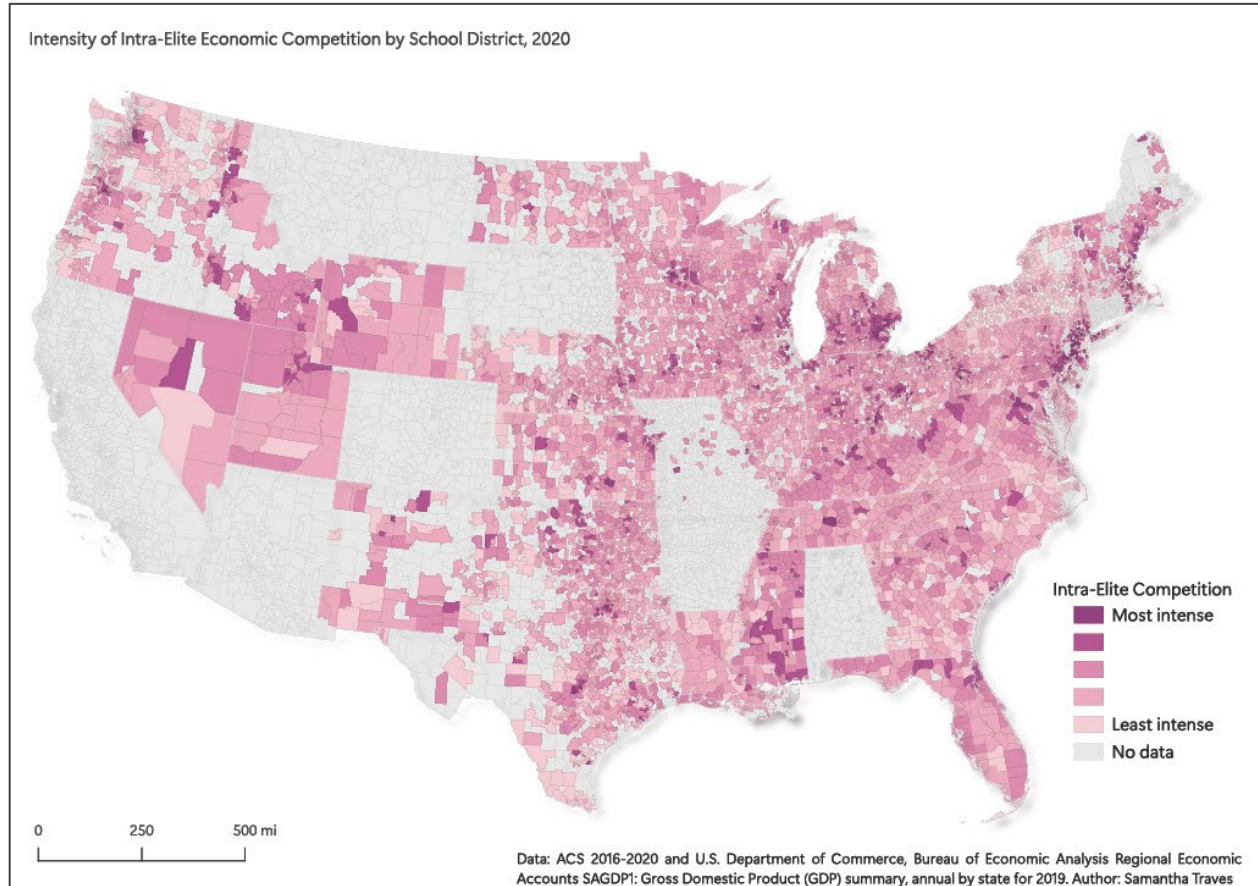 Intensity of Intra-Elite Economic Competition by School District, 2020
Intra-Elite Competition
Most intense
Least intense
No data
0 250 500 mi
Data: ACS 2016-2020 and U.S. Department of Commerce, Bureau of Economic Analysis Regional Economic
Accounts SAGDP1: Gross Domestic Product (GDP) summary, annual by state for 2019. Author: Samantha Traves